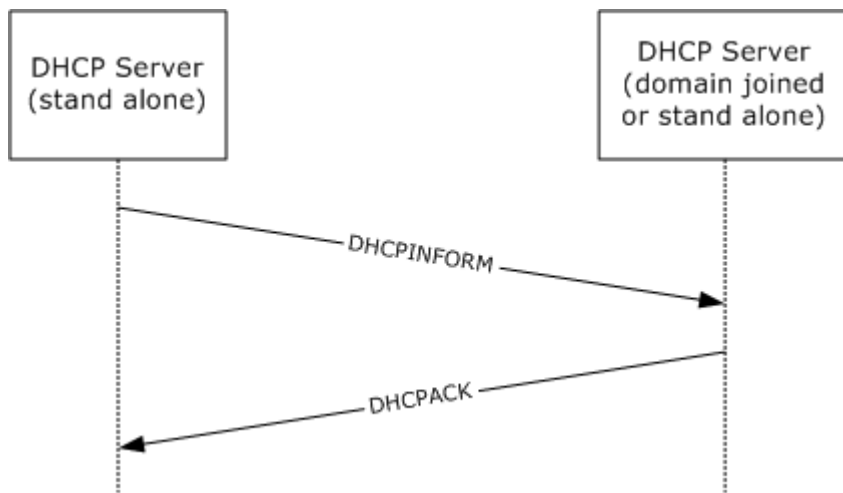 DHCP Server
(stand alone)
DHCP Server
(domain joined
or stand alone)
DHCPINFORM
DHCPACK